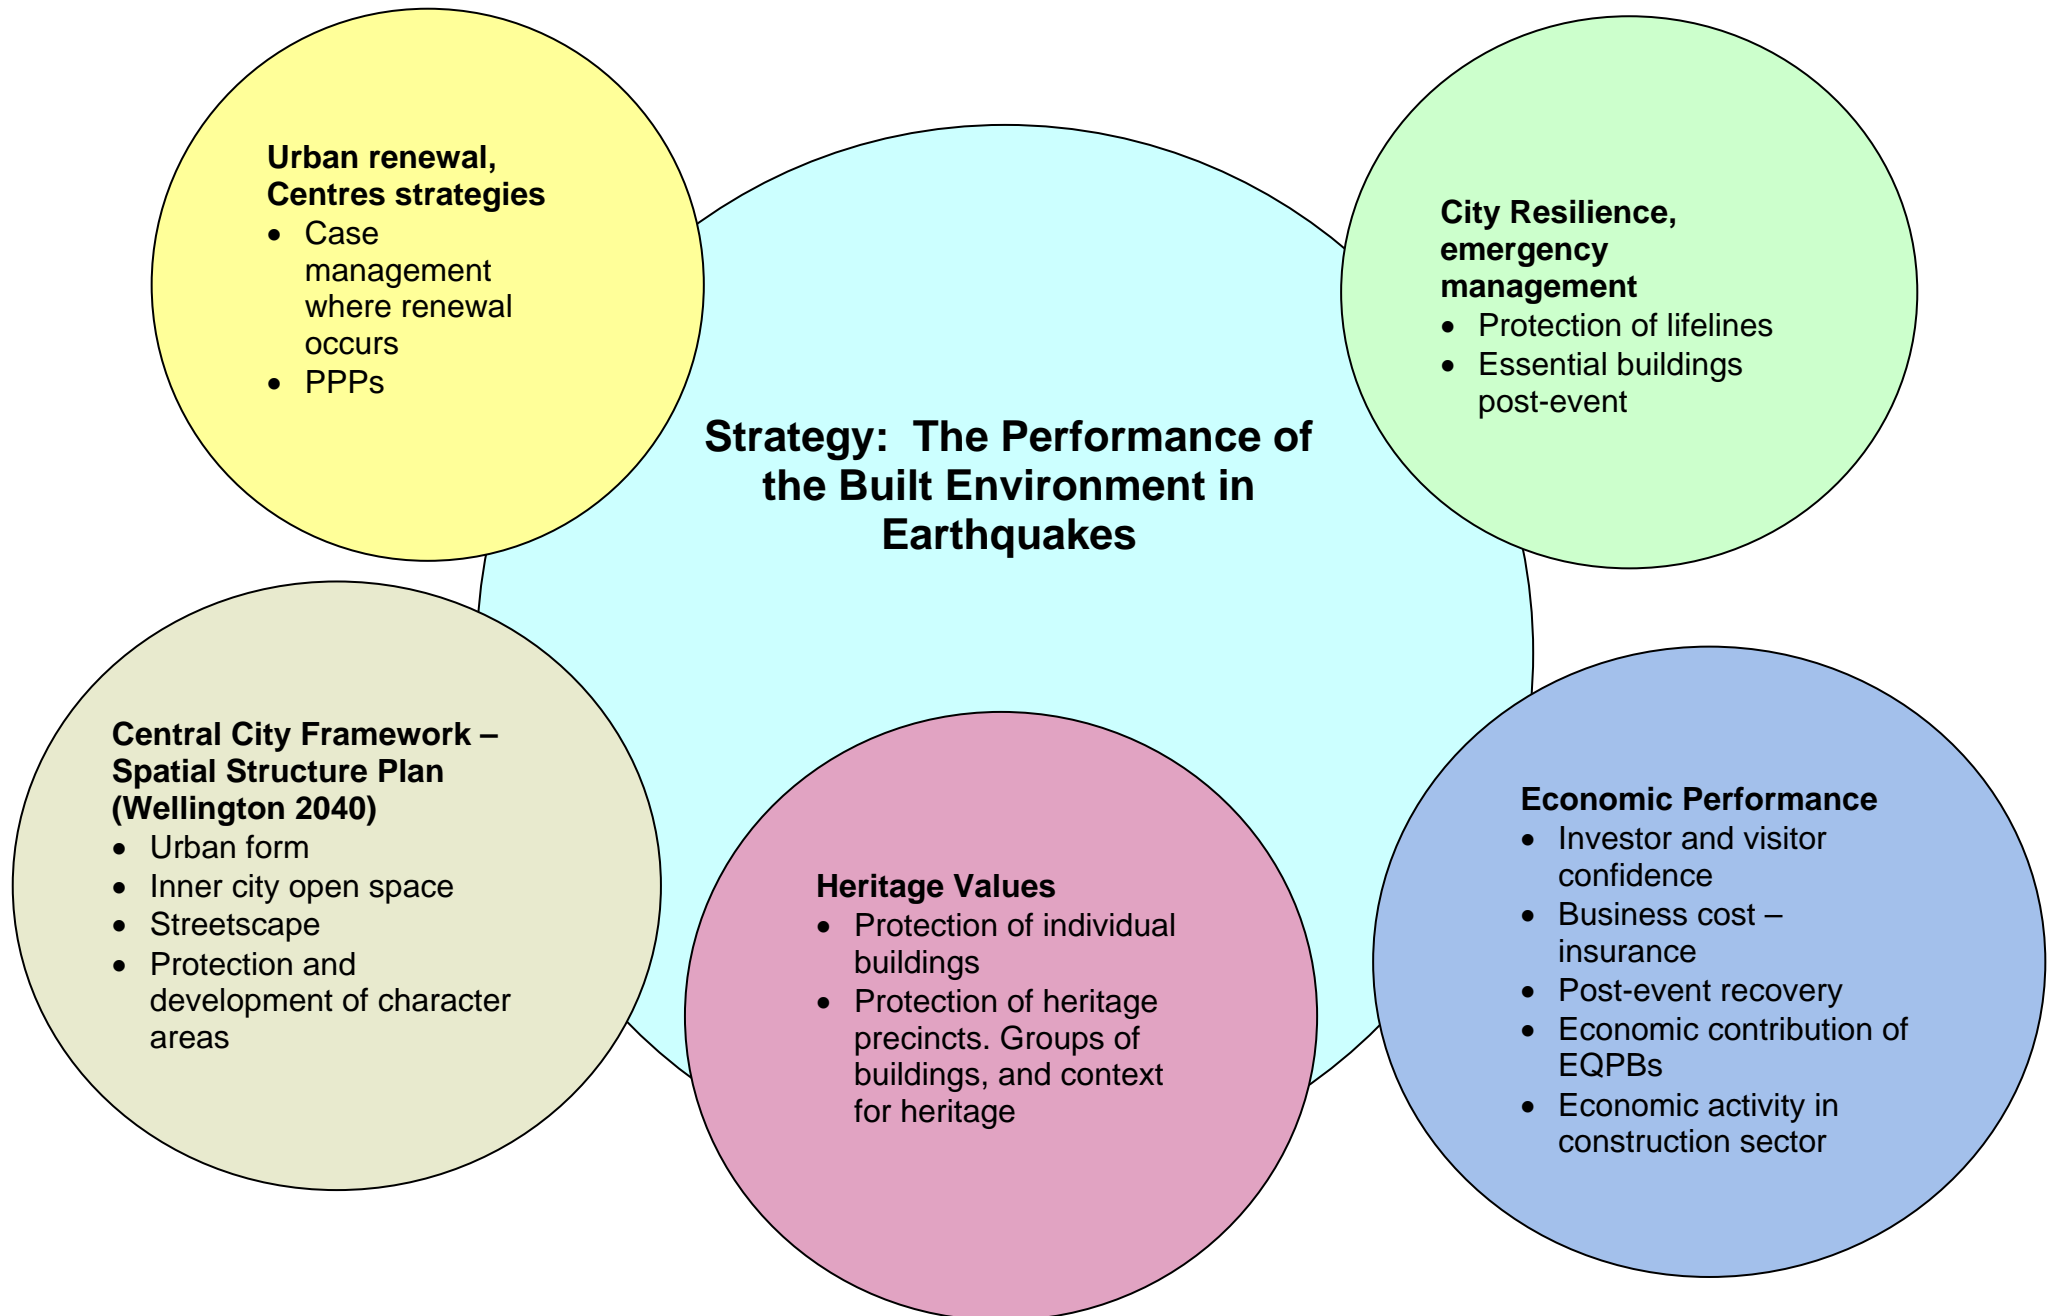 Urban renewal,
Centres strategies
• Case
management
where renewal
occurs
• PPPs
City Resilience,
emergency
management
• Protection of lifelines
• Essential buildings
post-event
Strategy:  The Performance of
the Built Environment in
Earthquakes
Central City Framework –
Spatial Structure Plan
(Wellington 2040)
• Urban form
• Inner city open space
• Streetscape
• Protection and
development of character
areas
Heritage Values
• Protection of individual
buildings
• Protection of heritage
precincts. Groups of
buildings, and context
for heritage
Economic Performance
• Investor and visitor
confidence
• Business cost –
insurance
• Post-event recovery
• Economic contribution of
EQPBs
• Economic activity in
construction sector